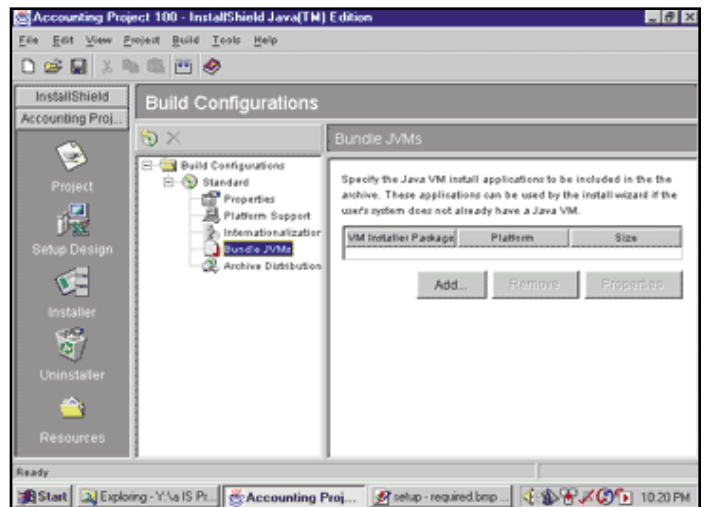 Accounting Project 100 - InstallShield Java(TM) Edition
File Edit View Project Build Tools Help
InstallShield
Accounting Proj...
Project
Setup Design
Installer
Uninstaller
Resources
Build Configurations
Build Configurations
Standard
Properties
Platform Support
Internationalization
Bundle JVMs
Archive Distribution
Bundle JVMs
Specify the Java VM install applications to be included in the the
archive. These applications can be used by the install wizard if the
user's system does not already have a Java VM.
VM Installer Package Platform Size
Add... Remove Properties
Ready
Start Exploring - Y:\a IS Pr... Accounting Proj... setup - required.bmp ... 10:20 PM